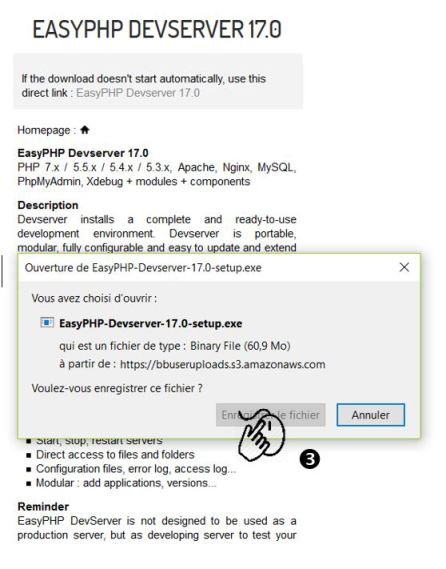 EASYPHP DEVSERVER 17.0
If the download doesn't start automatically, use this
direct link : EasyPHP Devserver 17.0
Homepage :
EasyPHP Devserver 17.0
PHP 7.x / 5.5.x / 5.4.x / 5.3.x, Apache, Nginx, MySQL,
PhpMyAdmin, Xdebug + modules + components
Description
Devserver installs a complete and ready-to-use
development environment. Devserver is portable,
modular, fully configurable and easy to update and extend
Ouverture de EasyPHP-Devserver-17.0-setup.exe
Vous avez choisi d'ouvrir :
EasyPHP-Devserver-17.0-setup.exe
qui est un fichier de type : Binary File (60,9 Mo)
à partir de : https://bbuseruploads.s3.amazonaws.com
Voulez-vous enregistrer ce fichier ?
Enregistrer le fichier Annuler
Start, stop, restart servers
3
Direct access to files and folders
Configuration files, error log, access log...
Modular : add applications, versions...
Reminder
EasyPHP DevServer is not designed to be used as a
production server, but as developing server to test your